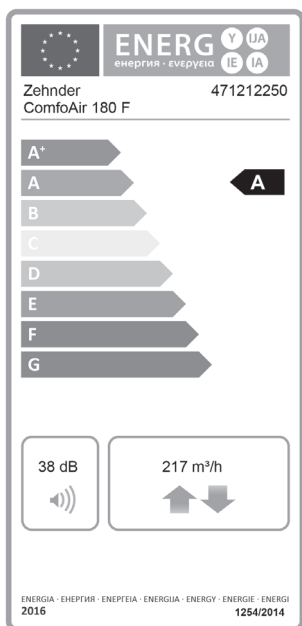 ENERG Y IJA
енергия · ενεργεια IE IA
Zehnder 471212250
ComfoAir 180 F
A+
A A
B
C
D
E
F
G
38 dB 217 m³/h
ENERGIA · ЕНЕРГИЯ · ΕΝΕΡΓΕΙΑ · ENERGIJA · ENERGY · ENERGIE · ENERGI
2016 1254/2014